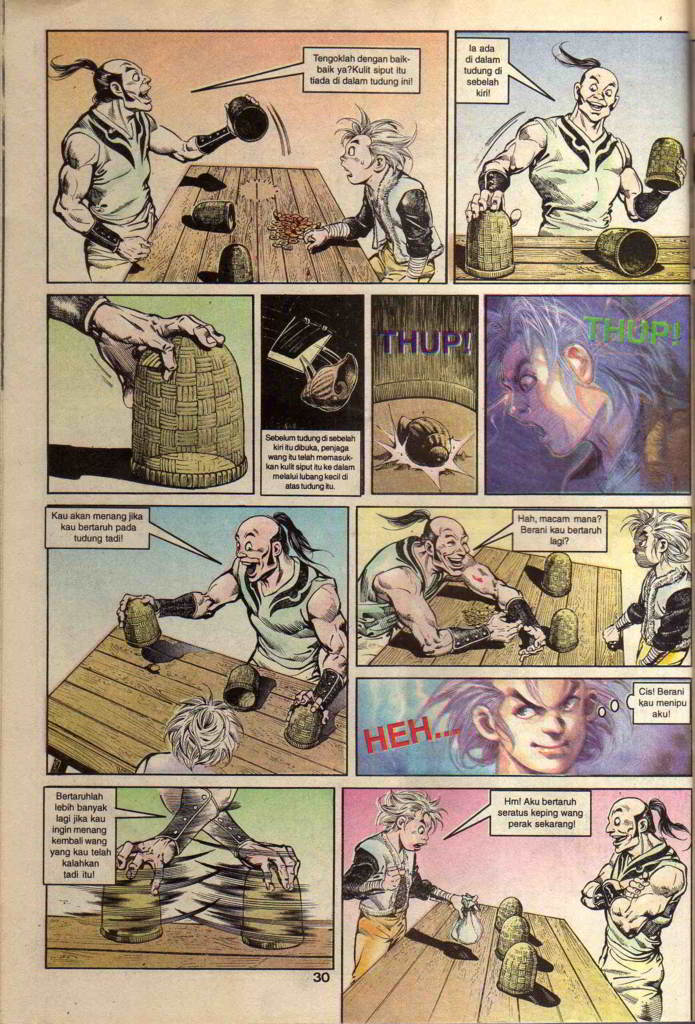 Tengoklah dengan baik-
baik ya?Kulit siput itu
tiada di dalam tudung ini!
Ia ada
di dalam
tudung di
sebelah
kiri!
Sebelum tudung di sebelah
kiri itu dibuka, penjaga
wang itu telah memasuk-
kan kulit siput itu ke dalam
melalui lubang kecil di
atas tudung itu.
THUP!
THUP!
Kau akan menang jika
kau bertaruh pada
tudung tadi!
Hah, macam mana?
Berani kau bertaruh
lagi?
HEH...
Cis! Berani
kau menipu
aku!
Bertaruhlah
lebih banyak
lagi jika kau
ingin menang
kembali wang
yang kau telah
kalahkan
tadi itu!
Hm! Aku bertaruh
seratus keping wang
perak sekarang!
30